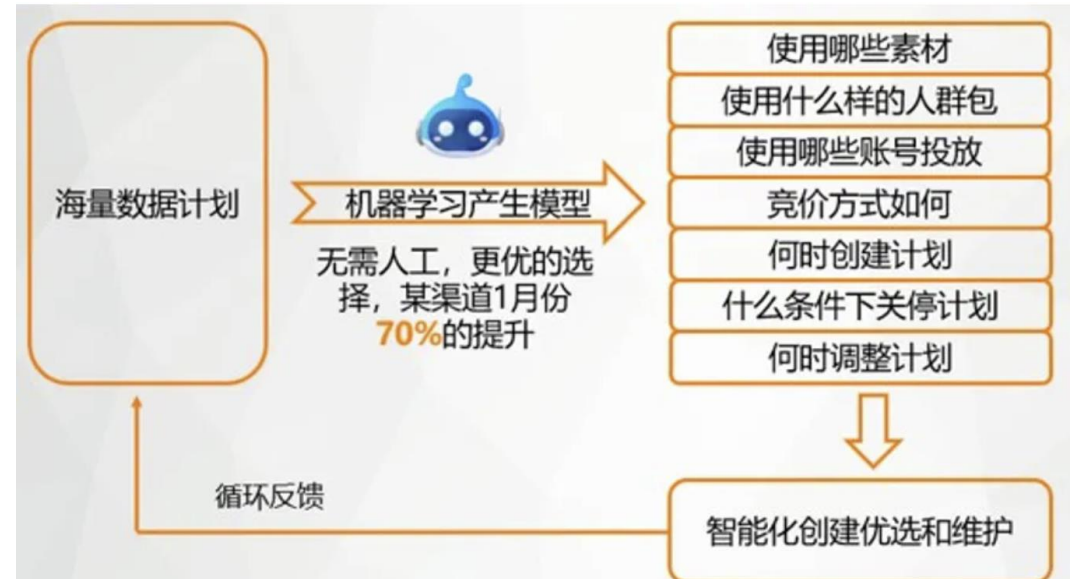 海量数据计划
机器学习产生模型
无需人工，更优的选
择，某渠道1月份
70%的提升
使用哪些素材
使用什么样的人群包
使用哪些账号投放
竞价方式如何
何时创建计划
什么条件下关停计划
何时调整计划
智能化创建优选和维护
循环反馈